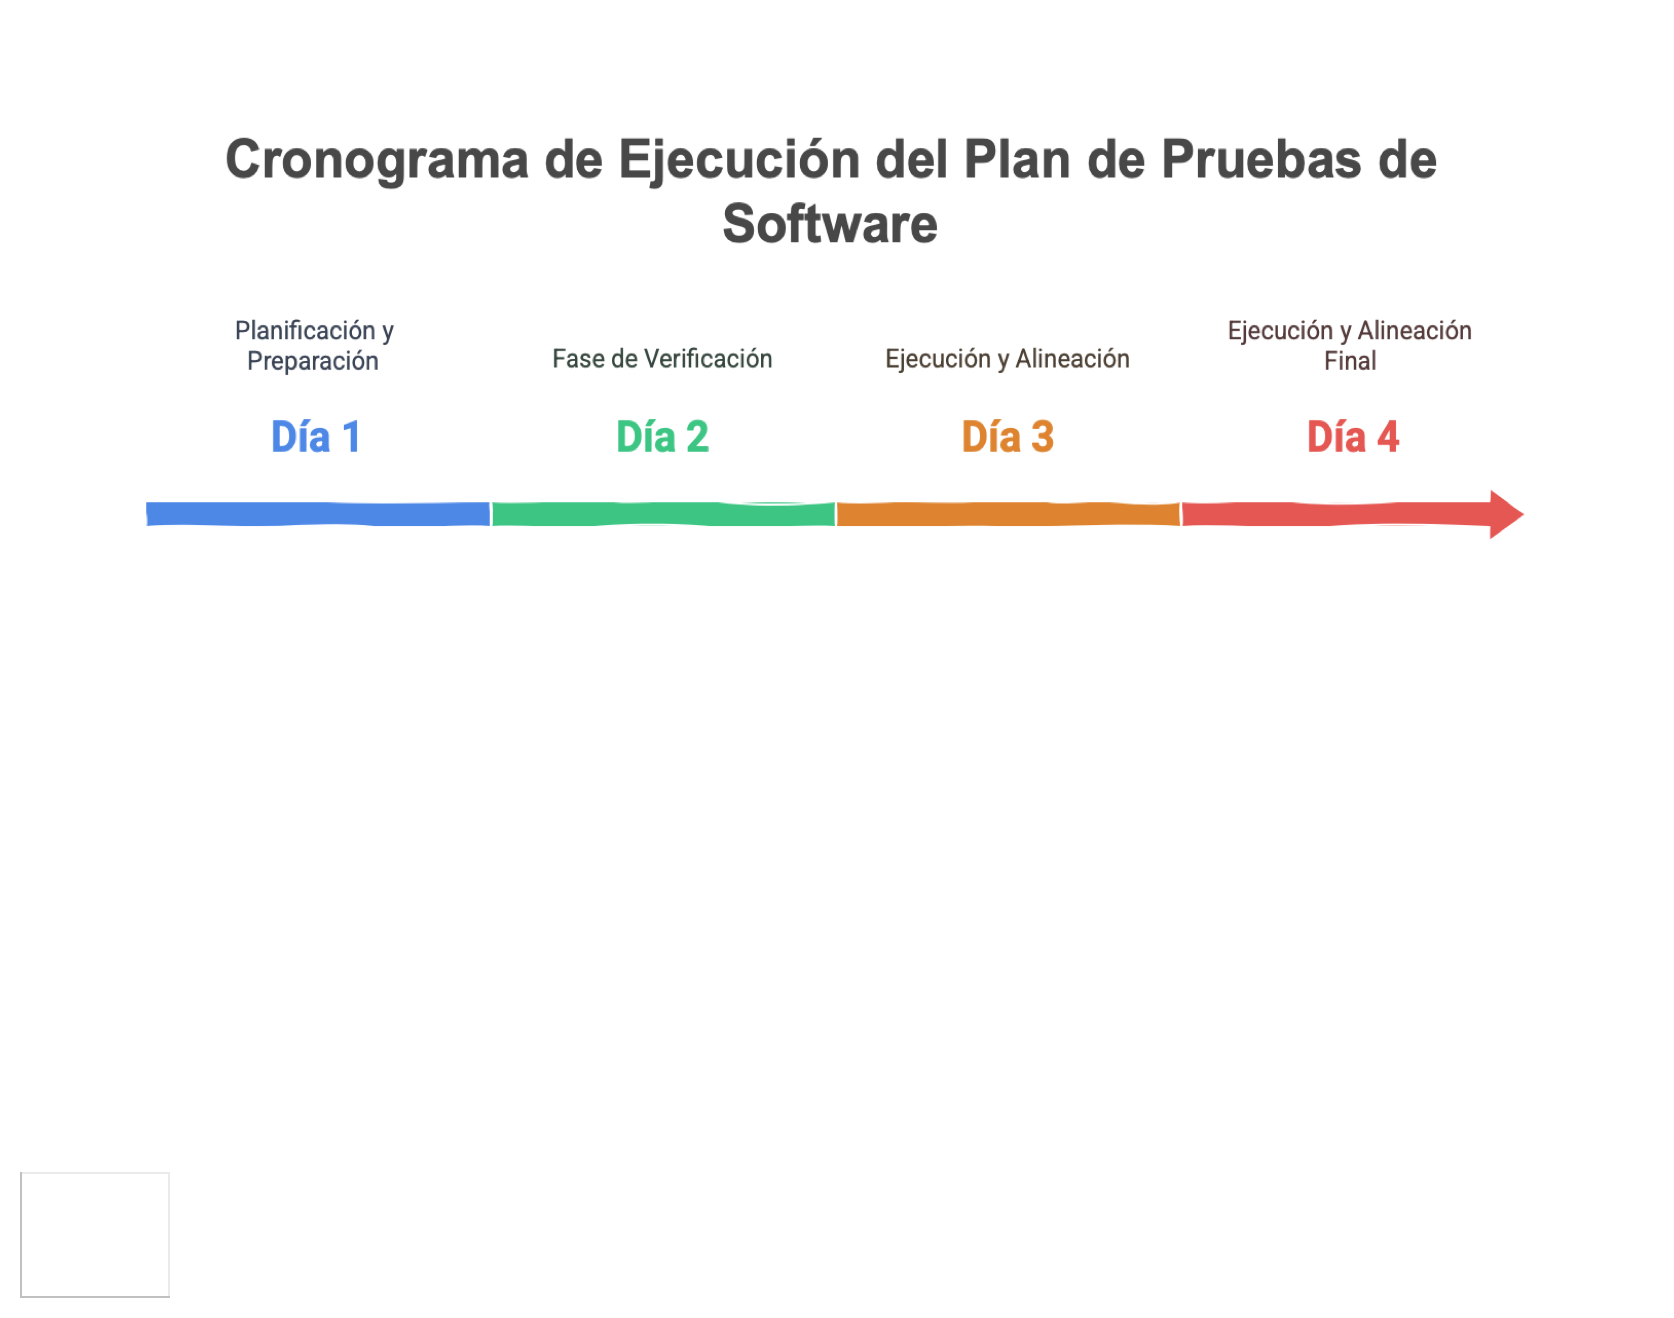 Cronograma de Ejecución del Plan de Pruebas de
Software
Planificación y
Preparación
Fase de Verificación
Ejecución y Alineación
Ejecución y Alineación
Final
Día 1
Día 2
Día 3
Día 4